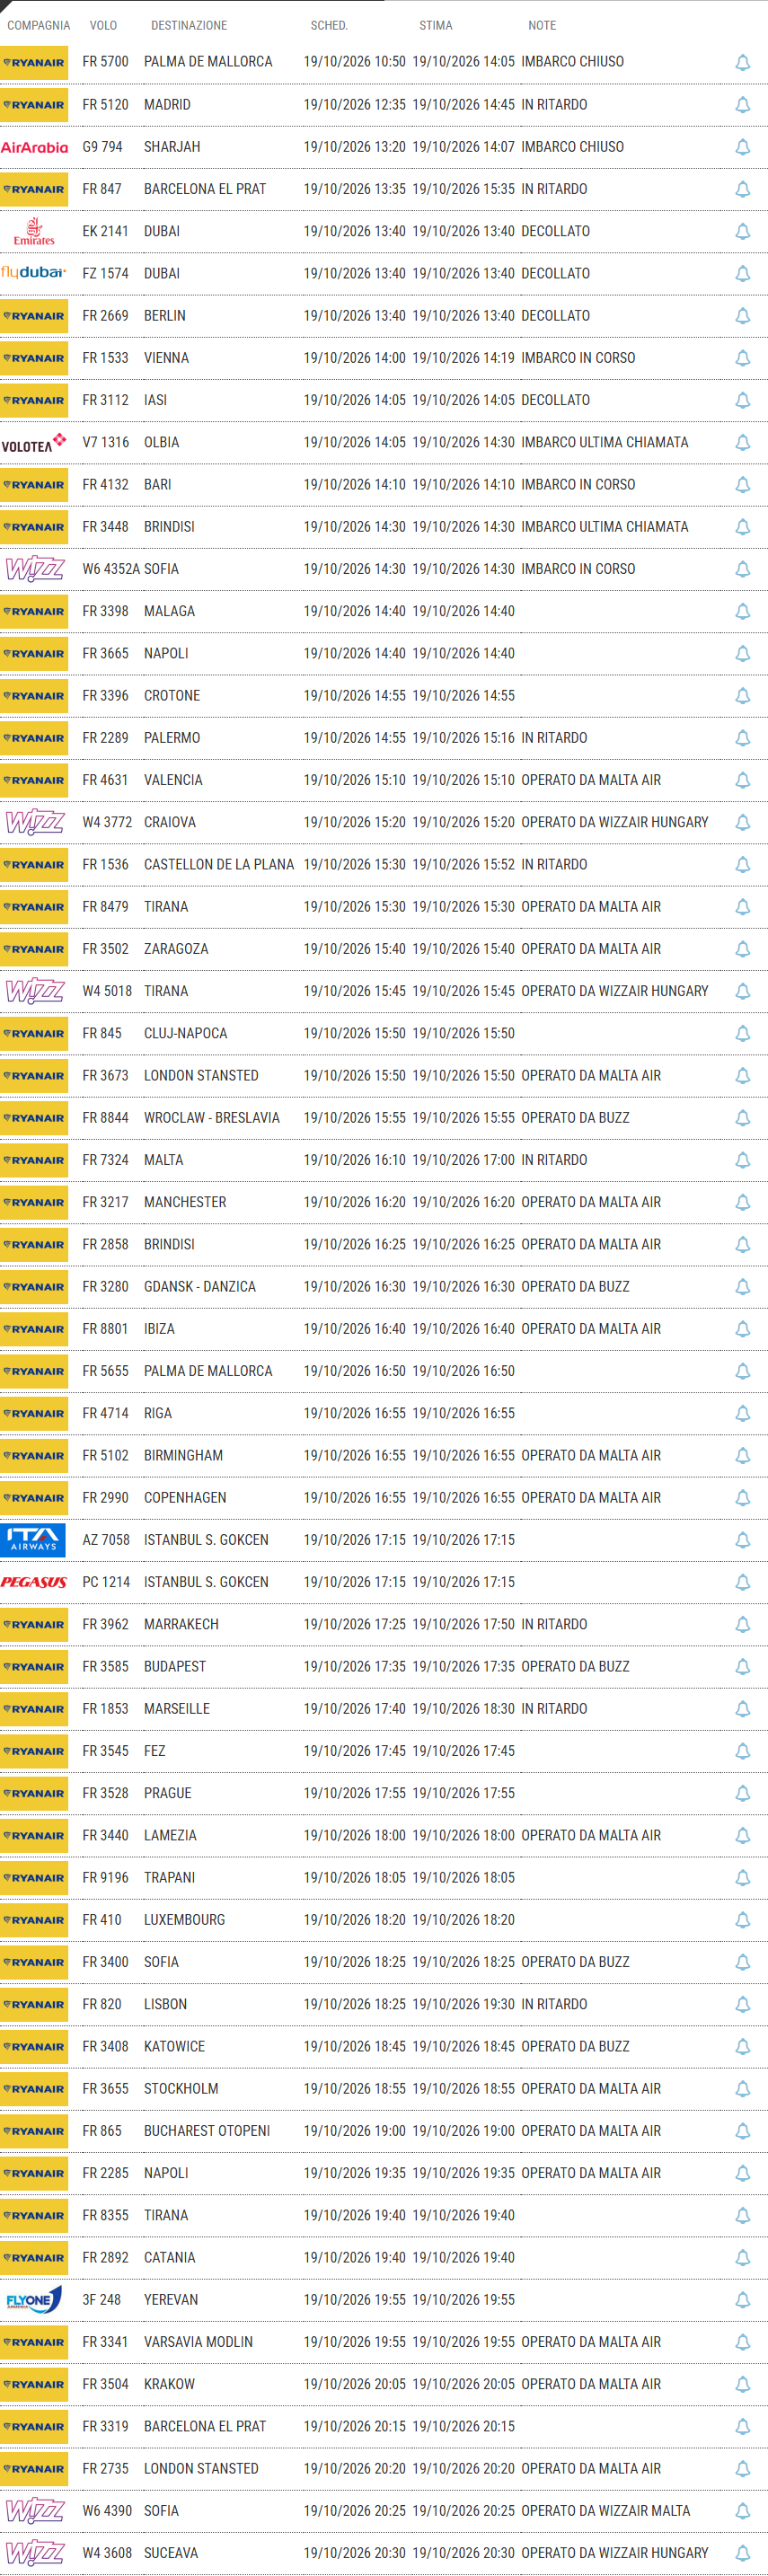 COMPAGNIA VOLO DESTINAZIONE SCHED. STIMA NOTE
RYANAIR FR 5700 PALMA DE MALLORCA 19/10/2026 10:50 19/10/2026 14:05 IMBARCO CHIUSO
RYANAIR FR 5120 MADRID 19/10/2026 12:35 19/10/2026 14:45 IN RITARDO
AirArabia G9 794 SHARJAH 19/10/2026 13:20 19/10/2026 14:07 IMBARCO CHIUSO
RYANAIR FR 847 BARCELONA EL PRAT 19/10/2026 13:35 19/10/2026 15:35 IN RITARDO
Emirates EK 2141 DUBAI 19/10/2026 13:40 19/10/2026 13:40 DECOLLATO
flydubai FZ 1574 DUBAI 19/10/2026 13:40 19/10/2026 13:40 DECOLLATO
RYANAIR FR 2669 BERLIN 19/10/2026 13:40 19/10/2026 13:40 DECOLLATO
RYANAIR FR 1533 VIENNA 19/10/2026 14:00 19/10/2026 14:19 IMBARCO IN CORSO
RYANAIR FR 3112 IASI 19/10/2026 14:05 19/10/2026 14:05 DECOLLATO
VOLOTEA V7 1316 OLBIA 19/10/2026 14:05 19/10/2026 14:30 IMBARCO ULTIMA CHIAMATA
RYANAIR FR 4132 BARI 19/10/2026 14:10 19/10/2026 14:10 IMBARCO IN CORSO
RYANAIR FR 3448 BRINDISI 19/10/2026 14:30 19/10/2026 14:30 IMBARCO ULTIMA CHIAMATA
WIZZ W6 4352A SOFIA 19/10/2026 14:30 19/10/2026 14:30 IMBARCO IN CORSO
RYANAIR FR 3398 MALAGA 19/10/2026 14:40 19/10/2026 14:40
RYANAIR FR 3665 NAPOLI 19/10/2026 14:40 19/10/2026 14:40
RYANAIR FR 3396 CROTONE 19/10/2026 14:55 19/10/2026 14:55
RYANAIR FR 2289 PALERMO 19/10/2026 14:55 19/10/2026 15:16 IN RITARDO
RYANAIR FR 4631 VALENCIA 19/10/2026 15:10 19/10/2026 15:10 OPERATO DA MALTA AIR
WIZZ W4 3772 CRAIOVA 19/10/2026 15:20 19/10/2026 15:20 OPERATO DA WIZZAIR HUNGARY
RYANAIR FR 1536 CASTELLON DE LA PLANA 19/10/2026 15:30 19/10/2026 15:52 IN RITARDO
RYANAIR FR 8479 TIRANA 19/10/2026 15:30 19/10/2026 15:30 OPERATO DA MALTA AIR
RYANAIR FR 3502 ZARAGOZA 19/10/2026 15:40 19/10/2026 15:40 OPERATO DA MALTA AIR
WIZZ W4 5018 TIRANA 19/10/2026 15:45 19/10/2026 15:45 OPERATO DA WIZZAIR HUNGARY
RYANAIR FR 845 CLUJ-NAPOCA 19/10/2026 15:50 19/10/2026 15:50
RYANAIR FR 3673 LONDON STANSTED 19/10/2026 15:50 19/10/2026 15:50 OPERATO DA MALTA AIR
RYANAIR FR 8844 WROCLAW - BRESLAVIA 19/10/2026 15:55 19/10/2026 15:55 OPERATO DA BUZZ
RYANAIR FR 7324 MALTA 19/10/2026 16:10 19/10/2026 17:00 IN RITARDO
RYANAIR FR 3217 MANCHESTER 19/10/2026 16:20 19/10/2026 16:20 OPERATO DA MALTA AIR
RYANAIR FR 2858 BRINDISI 19/10/2026 16:25 19/10/2026 16:25 OPERATO DA MALTA AIR
RYANAIR FR 3280 GDANSK - DANZICA 19/10/2026 16:30 19/10/2026 16:30 OPERATO DA BUZZ
RYANAIR FR 8801 IBIZA 19/10/2026 16:40 19/10/2026 16:40 OPERATO DA MALTA AIR
RYANAIR FR 5655 PALMA DE MALLORCA 19/10/2026 16:50 19/10/2026 16:50
RYANAIR FR 4714 RIGA 19/10/2026 16:55 19/10/2026 16:55
RYANAIR FR 5102 BIRMINGHAM 19/10/2026 16:55 19/10/2026 16:55 OPERATO DA MALTA AIR
RYANAIR FR 2990 COPENHAGEN 19/10/2026 16:55 19/10/2026 16:55 OPERATO DA MALTA AIR
ITA AIRWAYS AZ 7058 ISTANBUL S. GOKCEN 19/10/2026 17:15 19/10/2026 17:15
PEGASUS PC 1214 ISTANBUL S. GOKCEN 19/10/2026 17:15 19/10/2026 17:15
RYANAIR FR 3962 MARRAKECH 19/10/2026 17:25 19/10/2026 17:50 IN RITARDO
RYANAIR FR 3585 BUDAPEST 19/10/2026 17:35 19/10/2026 17:35 OPERATO DA BUZZ
RYANAIR FR 1853 MARSEILLE 19/10/2026 17:40 19/10/2026 18:30 IN RITARDO
RYANAIR FR 3545 FEZ 19/10/2026 17:45 19/10/2026 17:45
RYANAIR FR 3528 PRAGUE 19/10/2026 17:55 19/10/2026 17:55
RYANAIR FR 3440 LAMEZIA 19/10/2026 18:00 19/10/2026 18:00 OPERATO DA MALTA AIR
RYANAIR FR 9196 TRAPANI 19/10/2026 18:05 19/10/2026 18:05
RYANAIR FR 410 LUXEMBOURG 19/10/2026 18:20 19/10/2026 18:20
RYANAIR FR 3400 SOFIA 19/10/2026 18:25 19/10/2026 18:25 OPERATO DA BUZZ
RYANAIR FR 820 LISBON 19/10/2026 18:25 19/10/2026 19:30 IN RITARDO
RYANAIR FR 3408 KATOWICE 19/10/2026 18:45 19/10/2026 18:45 OPERATO DA BUZZ
RYANAIR FR 3655 STOCKHOLM 19/10/2026 18:55 19/10/2026 18:55 OPERATO DA MALTA AIR
RYANAIR FR 865 BUCHAREST OTOPENI 19/10/2026 19:00 19/10/2026 19:00 OPERATO DA MALTA AIR
RYANAIR FR 2285 NAPOLI 19/10/2026 19:35 19/10/2026 19:35 OPERATO DA MALTA AIR
RYANAIR FR 8355 TIRANA 19/10/2026 19:40 19/10/2026 19:40
RYANAIR FR 2892 CATANIA 19/10/2026 19:40 19/10/2026 19:40
FLYONE ARMENIA 3F 248 YEREVAN 19/10/2026 19:55 19/10/2026 19:55
RYANAIR FR 3341 VARSAVIA MODLIN 19/10/2026 19:55 19/10/2026 19:55 OPERATO DA MALTA AIR
RYANAIR FR 3504 KRAKOW 19/10/2026 20:05 19/10/2026 20:05 OPERATO DA MALTA AIR
RYANAIR FR 3319 BARCELONA EL PRAT 19/10/2026 20:15 19/10/2026 20:15
RYANAIR FR 2735 LONDON STANSTED 19/10/2026 20:20 19/10/2026 20:20 OPERATO DA MALTA AIR
WIZZ W6 4390 SOFIA 19/10/2026 20:25 19/10/2026 20:25 OPERATO DA WIZZAIR MALTA
WIZZ W4 3608 SUCEAVA 19/10/2026 20:30 19/10/2026 20:30 OPERATO DA WIZZAIR HUNGARY